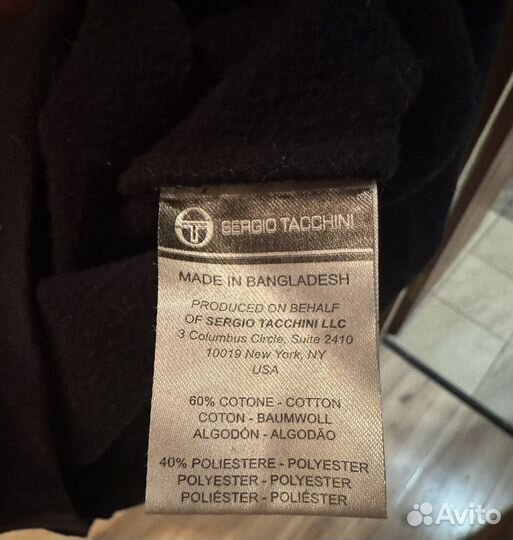 SERGIO TACCHINI
MADE IN BANGLADESH
PRODUCED ON BEHALF
OF SERGIO TACCHINI LLC
3 Columbus Circle, Suite 2410
10019 New York, NY
USA
60% COTONE - COTTON
COTON - BAUMWOLL
ALGODÓN - ALGODÃO
40% POLIESTERE - POLYESTER
POLYESTER - POLYESTER
POLIÉSTER - POLIÉSTER
Avito